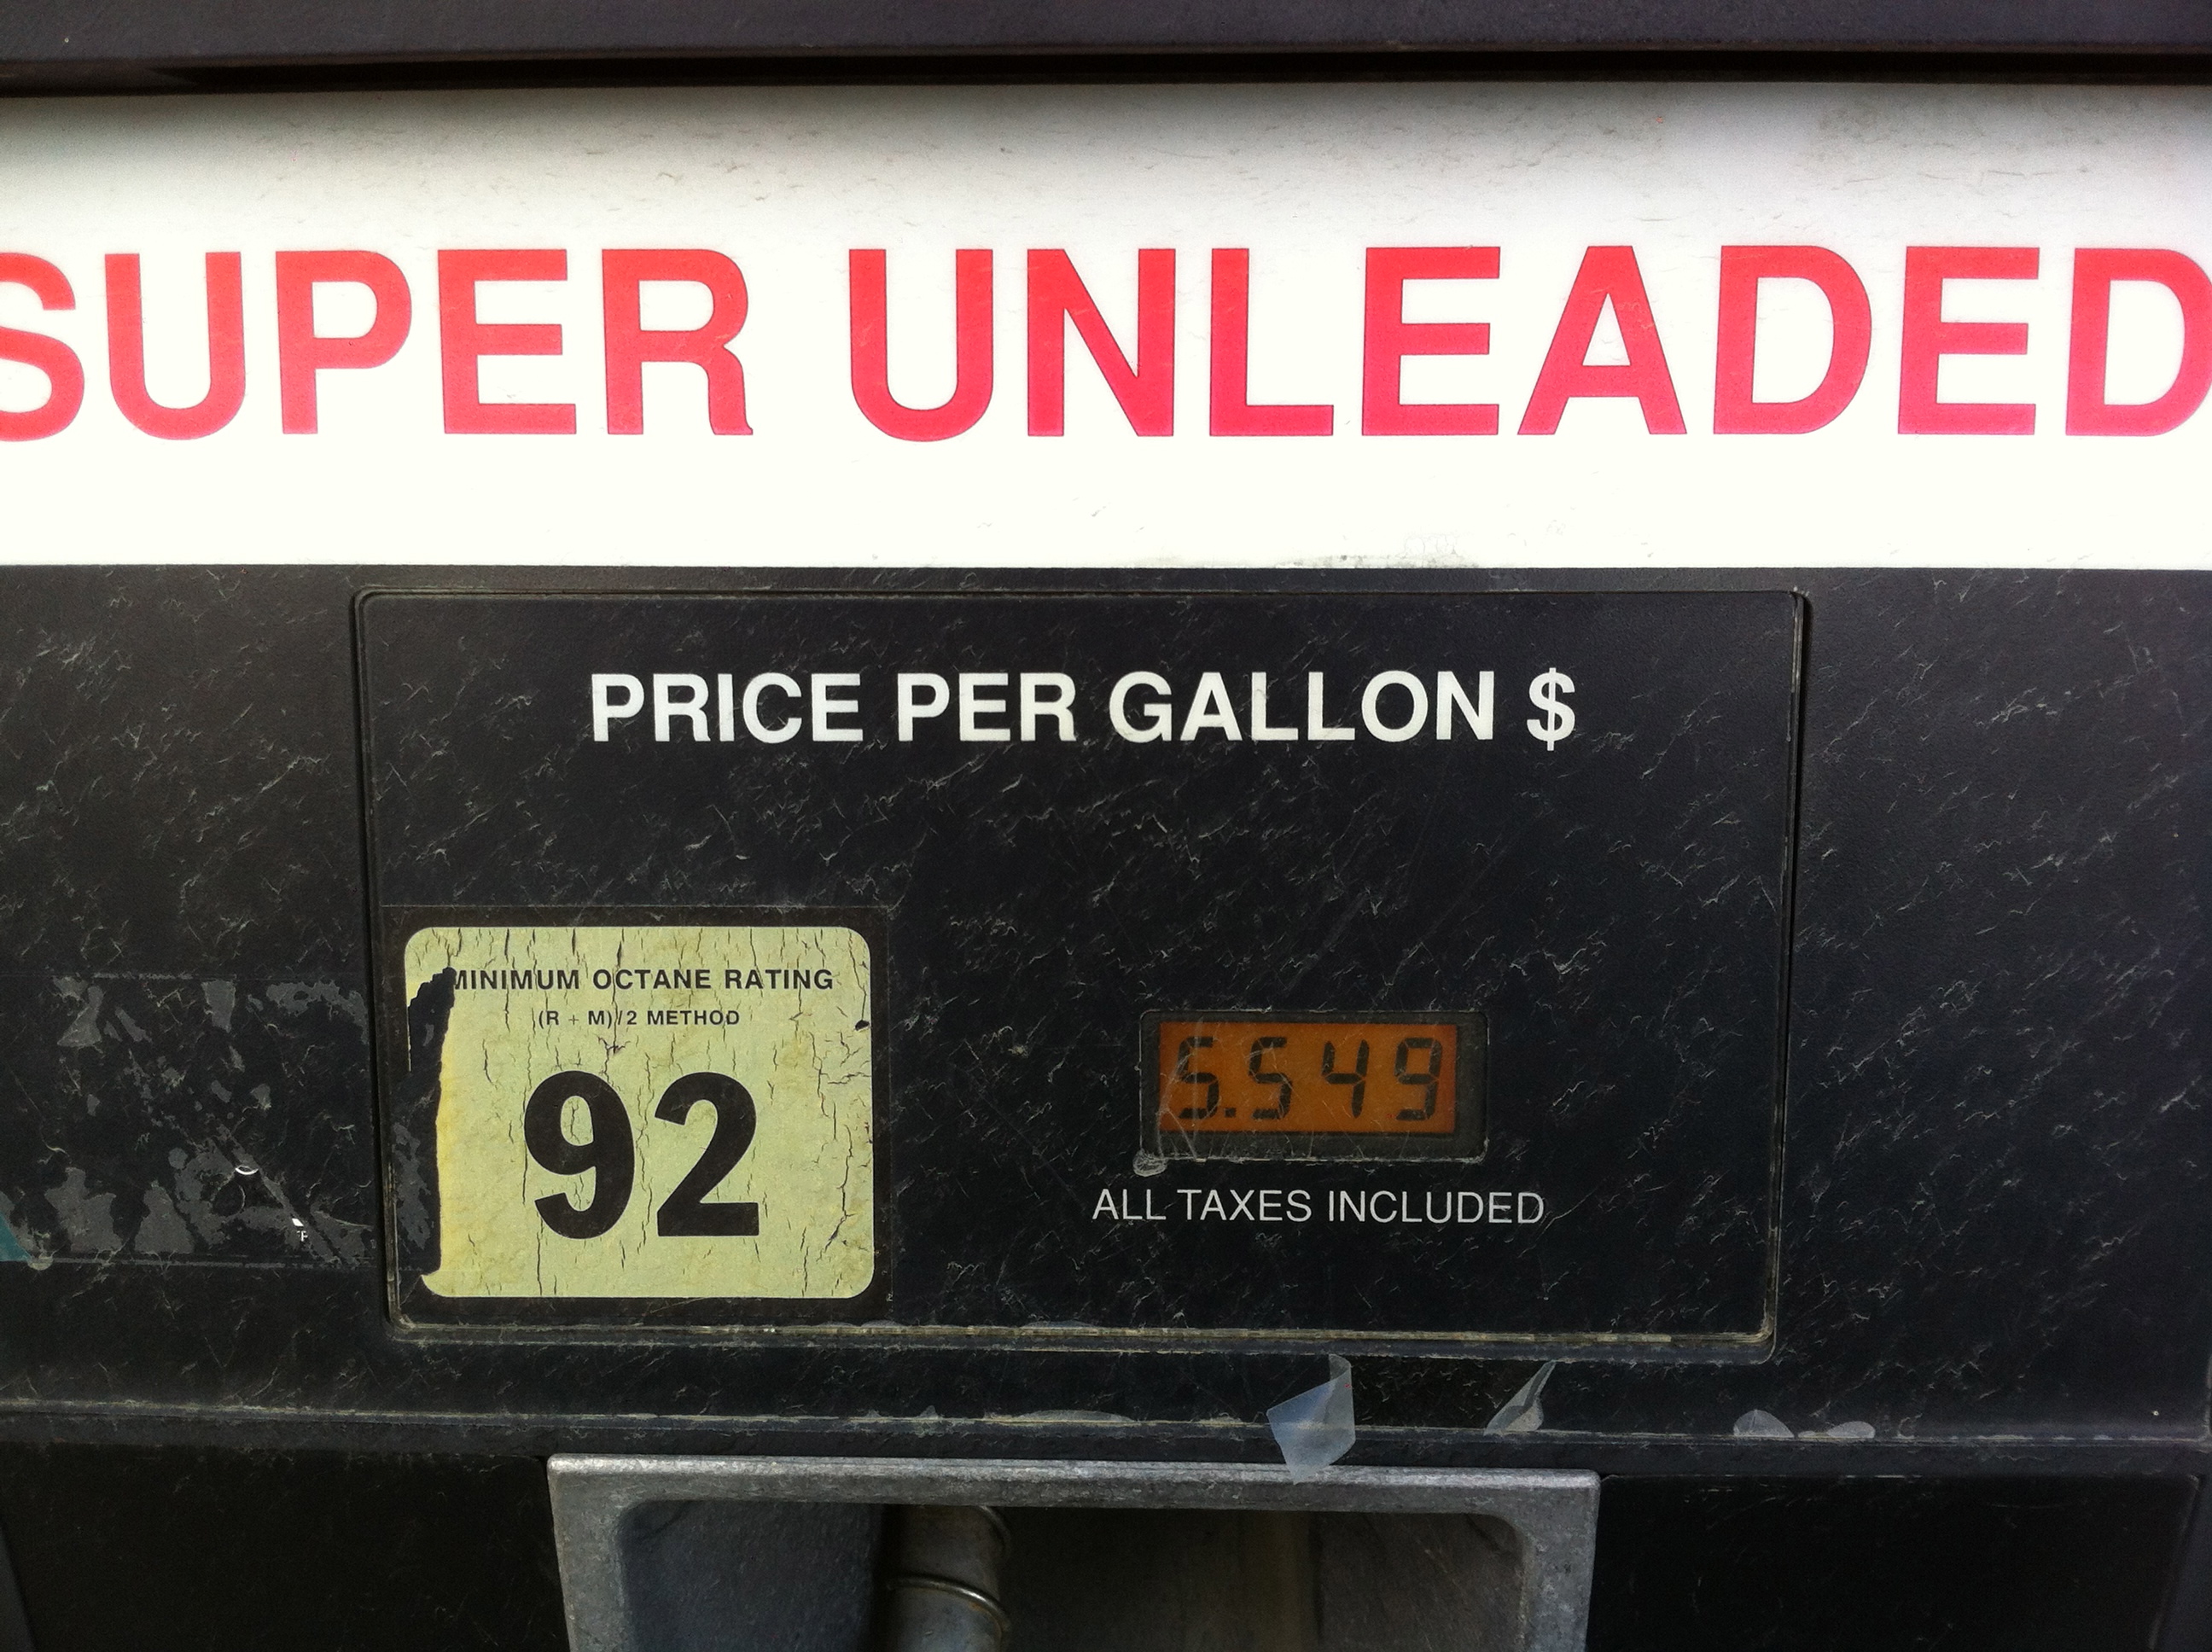 SUPER UNLEADED
PRICE PER GALLON $
MINIMUM OCTANE RATING
(R + M)/2 METHOD
92
5.549
ALL TAXES INCLUDED